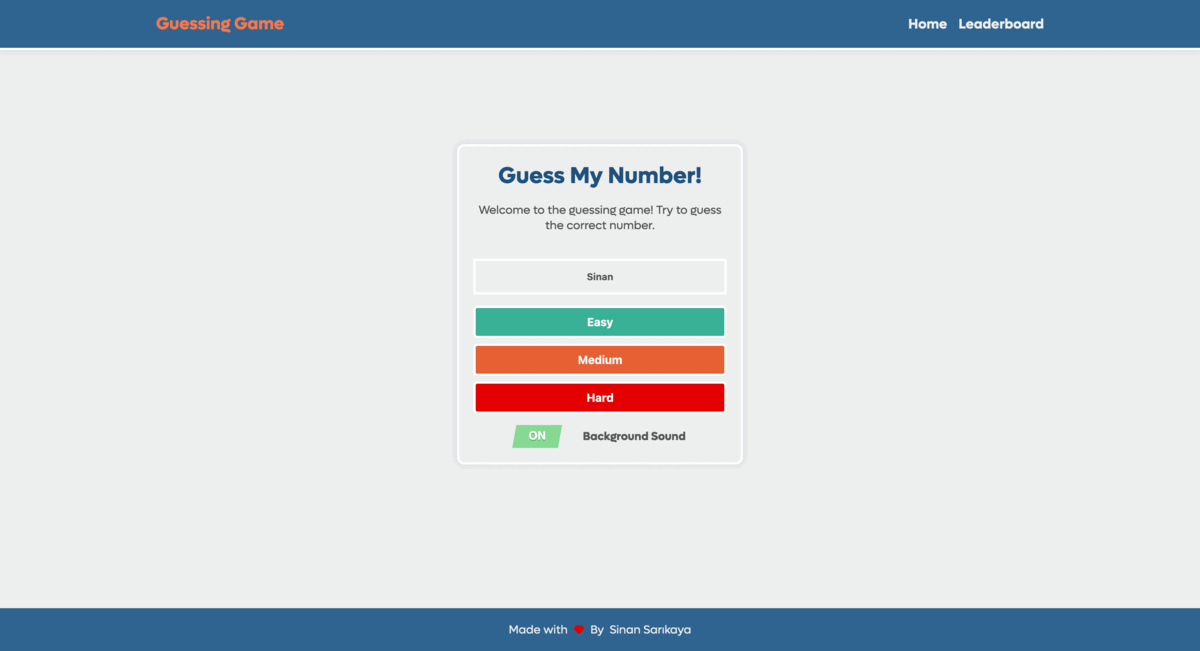 Guessing Game
Home Leaderboard
Guess My Number!
Welcome to the guessing game! Try to guess
the correct number.
Sinan
Easy
Medium
Hard
ON Background Sound
Made with By Sinan Sarıkaya